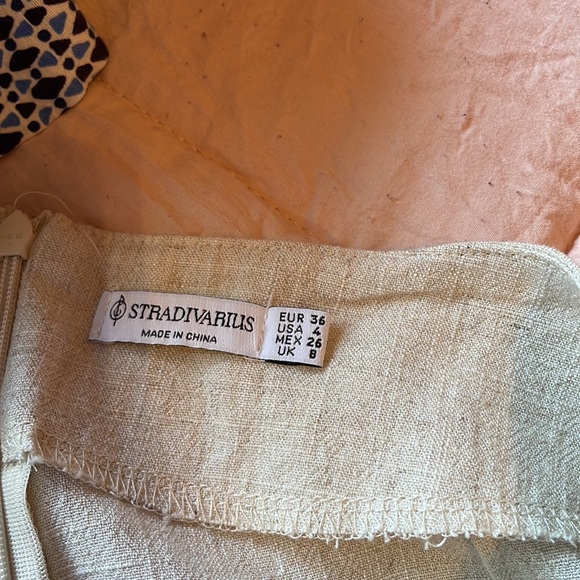 STRADIVARIUS
MADE IN CHINA
EUR 36
USA 4
MEX 26
UK 8